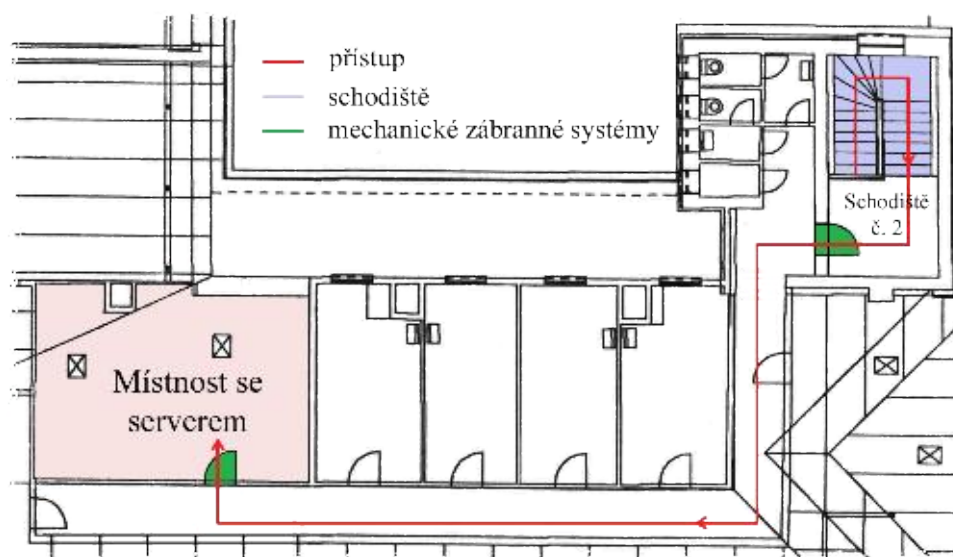 přístup
schodiště
mechanické zábranné systémy
Schodiště
č. 2
Místnost se
serverem